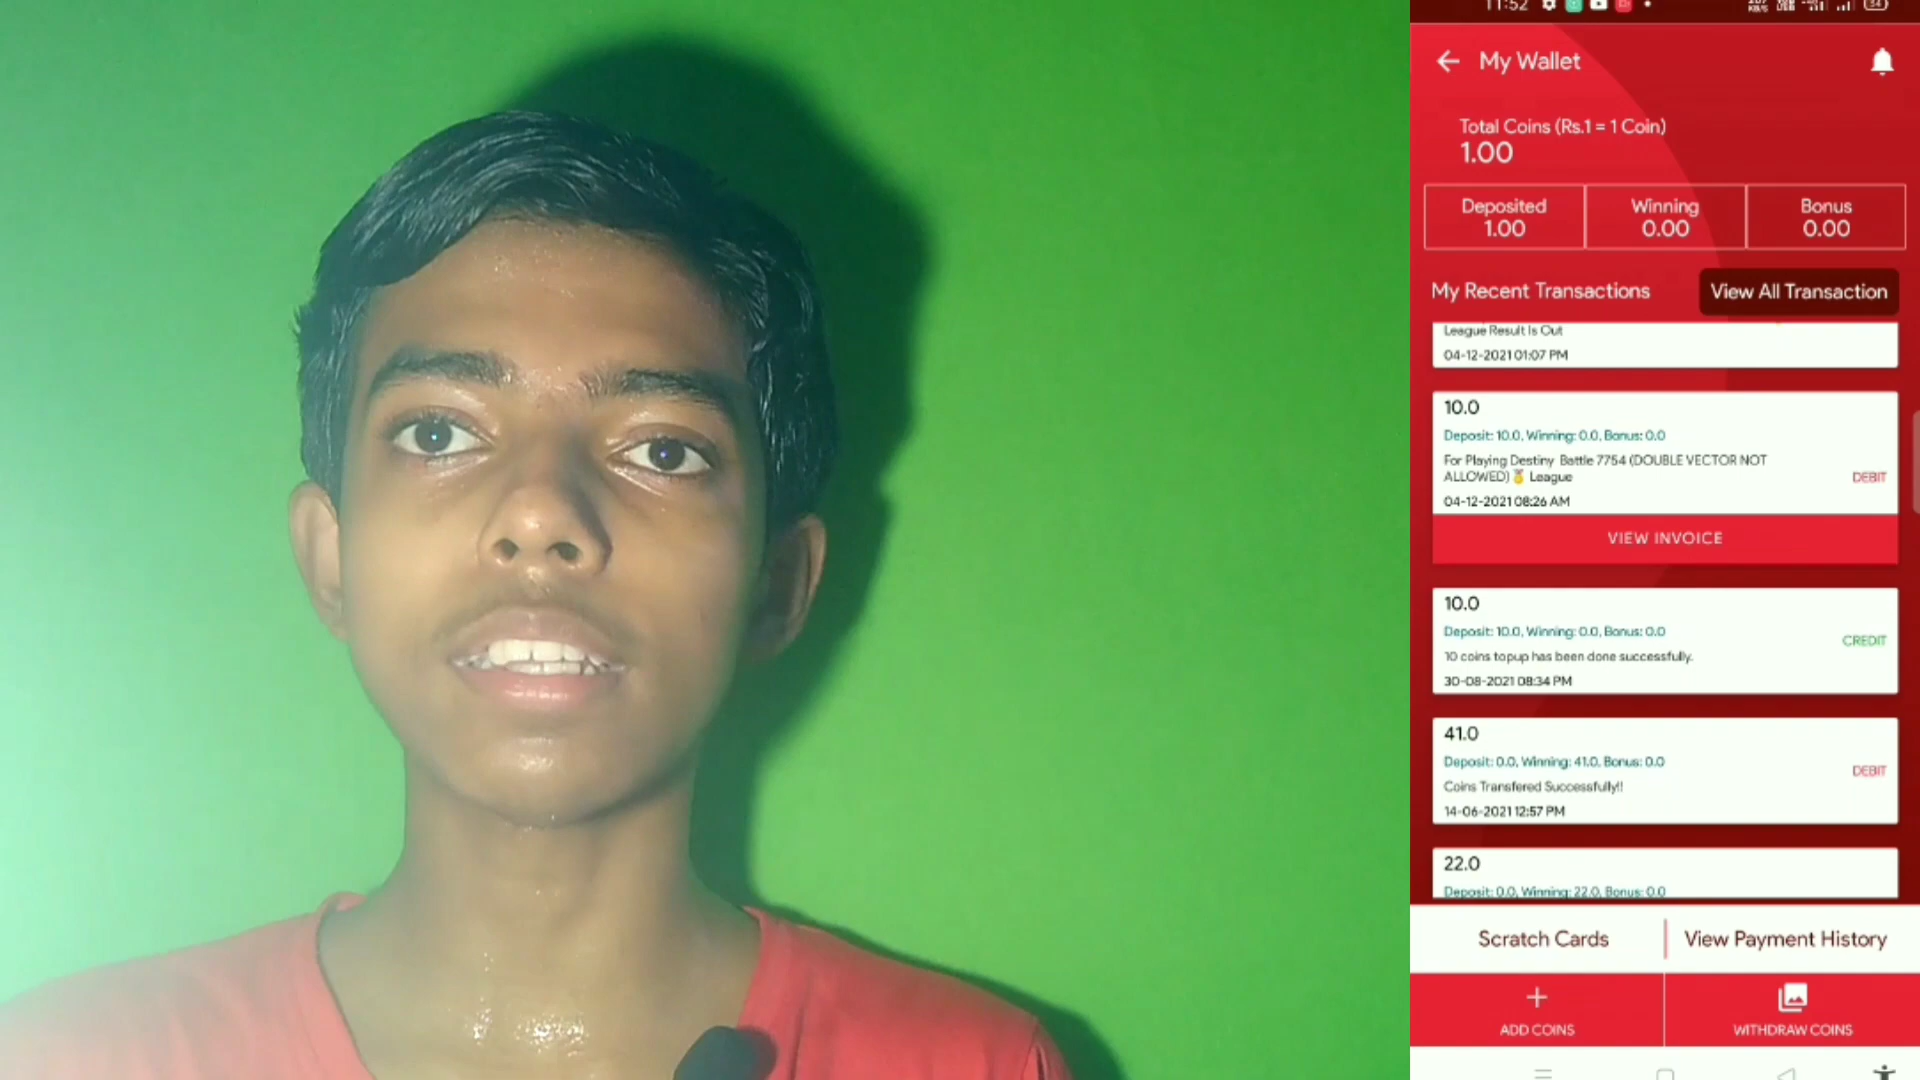 11:52
My Wallet
Total Coins (Rs.1 = 1 Coin)
1.00
Deposited
1.00
Winning
0.00
Bonus
0.00
My Recent Transactions
View All Transaction
League Result Is Out
04-12-2021 01:07 PM
10.0
Deposit: 10.0, Winning: 0.0, Bonus: 0.0
For Playing Destiny Battle 7754 (DOUBLE VECTOR NOT
ALLOWED)🏅 League
DEBIT
04-12-2021 08:26 AM
VIEW INVOICE
10.0
Deposit: 10.0, Winning: 0.0, Bonus: 0.0
CREDIT
10 coins topup has been done successfully.
30-08-2021 08:34 PM
41.0
Deposit: 0.0, Winning: 41.0, Bonus: 0.0
DEBIT
Coins Transfered Successfully!!
14-06-2021 12:57 PM
22.0
Deposit: 0.0, Winning: 22.0, Bonus: 0.0
Scratch Cards
View Payment History
ADD COINS
WITHDRAW COINS